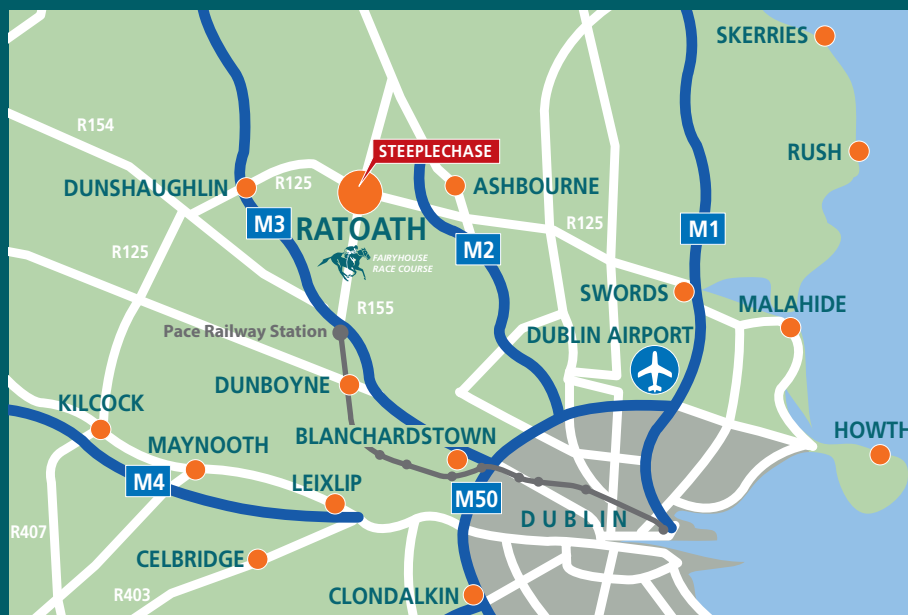 SKERRIES
R154
STEEPLECHASE
RUSH
DUNSHAUGHLIN
R125
ASHBOURNE
M3
RATOATH
M2
R125
M1
R125
FAIRYHOUSE
RACE COURSE
SWORDS
MALAHIDE
R155
Pace Railway Station
DUBLIN AIRPORT
DUNBOYNE
KILCOCK
MAYNOOTH
BLANCHARDSTOWN
HOWTH
M4
LEIXLIP
M50
DUBLIN
R407
CELBRIDGE
R403
CLONDALKIN